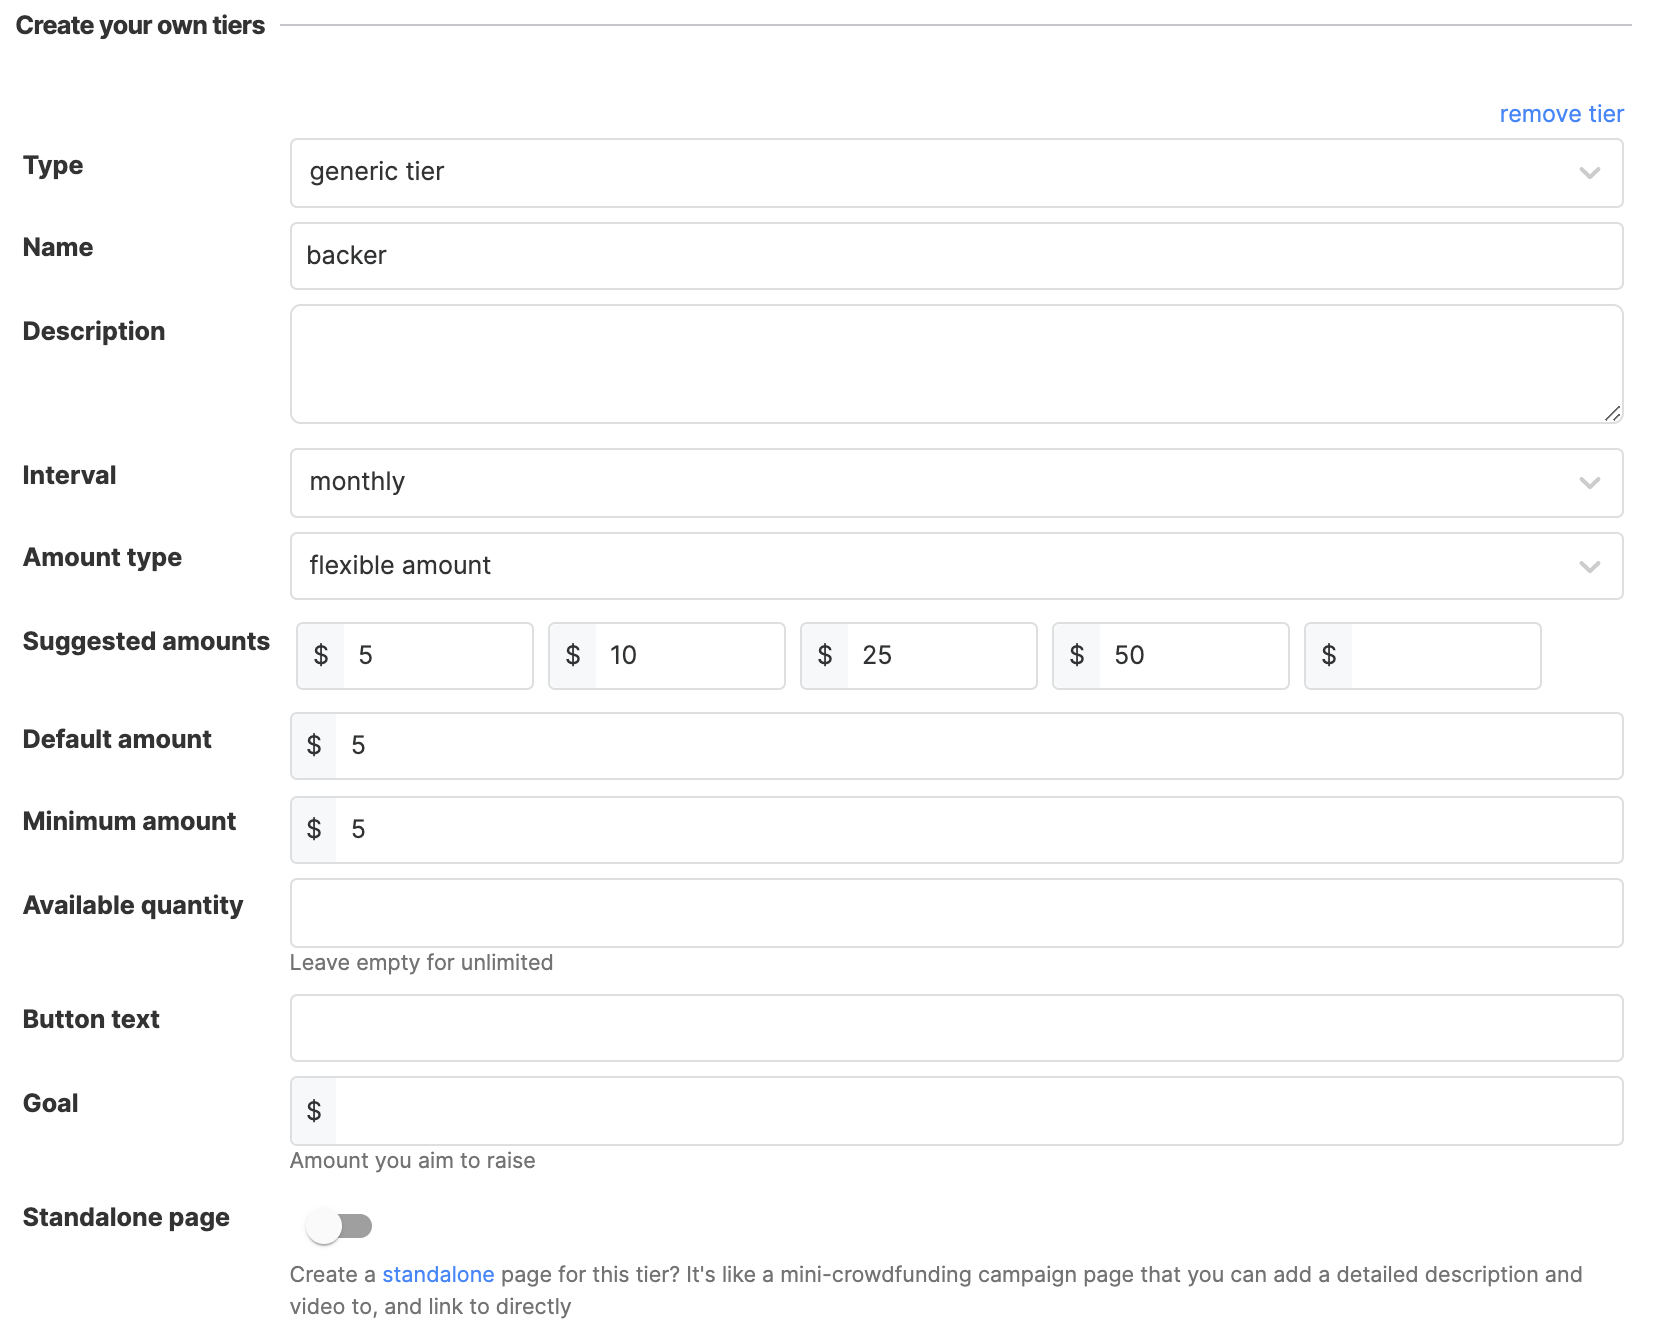 Create your own tiers
remove tier
Type
generic tier
Name
backer
Description
Interval
monthly
Amount type
flexible amount
Suggested amounts
$ 5 $ 10 $ 25 $ 50 $
Default amount
$ 5
Minimum amount
$ 5
Available quantity
Leave empty for unlimited
Button text
Goal
$
Amount you aim to raise
Standalone page
Create a standalone page for this tier? It's like a mini-crowdfunding campaign page that you can add a detailed description and
video to, and link to directly